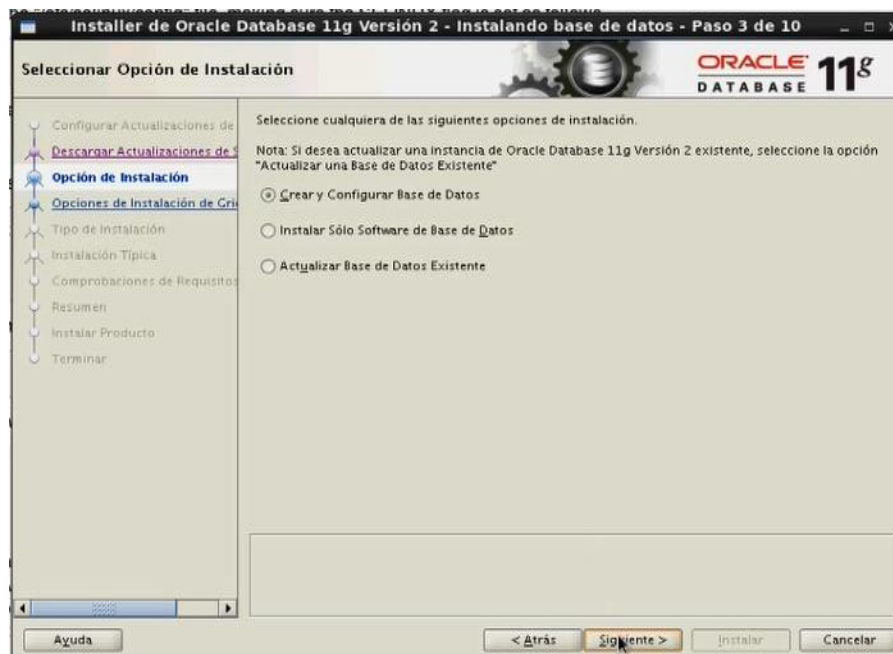 Installer de Oracle Database 11g Versión 2 - Instalando base de datos - Paso 3 de 10
Seleccionar Opción de Instalación
ORACLE
DATABASE
11g
Configurar Actualizaciones de
Descargar Actualizaciones de S
Opción de Instalación
Opciones de Instalación de Gri
Tipo de Instalación
Instalación Típica
Comprobaciones de Requisitos
Resumen
Instalar Producto
Terminar
Seleccione cualquiera de las siguientes opciones de instalación.
Nota: Si desea actualizar una instancia de Oracle Database 11g Versión 2 existente, seleccione la opción
"Actualizar una Base de Datos Existente"
Crear y Configurar Base de Datos
Instalar Sólo Software de Base de Datos
Actualizar Base de Datos Existente
Ayuda
< Atrás
Siguiente >
Instalar
Cancelar